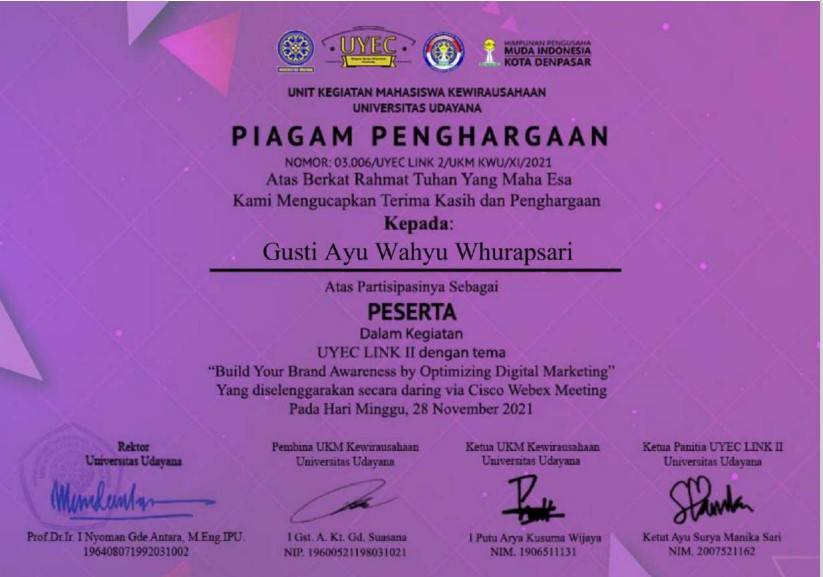 UNIVERSITAS UDAYANA
UYEC
HIMPUNAN PENGUSAHA
MUDA INDONESIA
KOTA DENPASAR
UNIT KEGIATAN MAHASISWA KEWIRAUSAHAAN
UNIVERSITAS UDAYANA
PIAGAM PENGHARGAAN
NOMOR: 03.006/UYEC LINK 2/UKM KWU/XI/2021
Atas Berkat Rahmat Tuhan Yang Maha Esa
Kami Mengucapkan Terima Kasih dan Penghargaan
Kepada:
Gusti Ayu Wahyu Whurapsari
Atas Partisipasinya Sebagai
PESERTA
Dalam Kegiatan
UYEC LINK II dengan tema
“Build Your Brand Awareness by Optimizing Digital Marketing”
Yang diselenggarakan secara daring via Cisco Webex Meeting
Pada Hari Minggu, 28 November 2021
Rektor
Universitas Udayana
Prof.Dr.Ir. I Nyoman Gde Antara, M.Eng.IPU.
196408071992031002
Pembina UKM Kewirausahaan
Universitas Udayana
I Gst. A. Kt. Gd. Suasana
NIP. 19600521198031021
Ketua UKM Kewirausahaan
Universitas Udayana
I Putu Arya Kusuma Wijaya
NIM. 1906511131
Ketua Panitia UYEC LINK II
Universitas Udayana
Ketut Ayu Surya Manika Sari
NIM. 2007521162